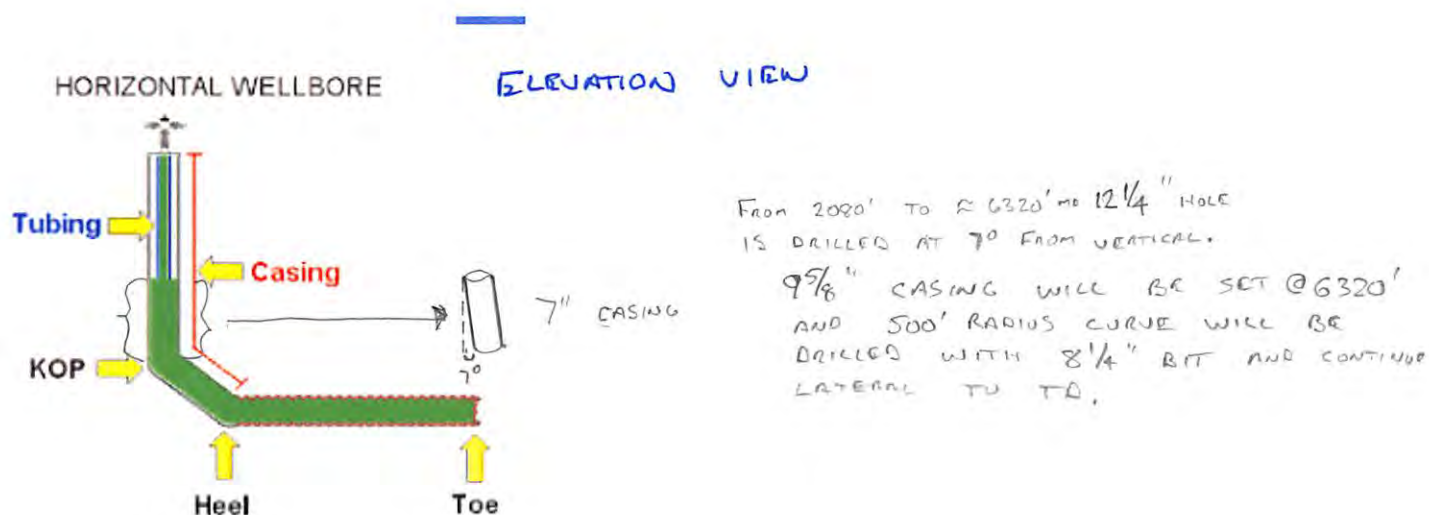 HORIZONTAL WELLBORE
ELEVATION VIEW
Tubing
Casing
KOP
Heel
Toe
7" CASING
7°
FROM 2080' TO ≈ 6320' MD 12 1/4" HOLE
IS DRILLED AT 7° FROM VERTICAL.
9 5/8" CASING WILL BE SET @ 6320'
AND 500' RADIUS CURVE WILL BE
DRILLED WITH 8 1/4" BIT AND CONTINUE
LATERAL TO TD.